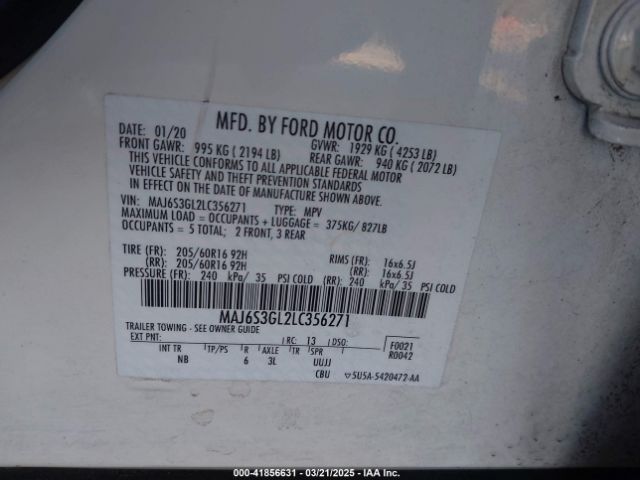 MFD. BY FORD MOTOR CO.
DATE: 01/20 GVWR: 1929 KG ( 4253 LB)
FRONT GAWR: 995 KG ( 2194 LB) REAR GAWR: 940 KG ( 2072 LB)
THIS VEHICLE CONFORMS TO ALL APPLICABLE FEDERAL MOTOR
VEHICLE SAFETY AND THEFT PREVENTION STANDARDS
IN EFFECT ON THE DATE OF MANUFACTURE SHOWN ABOVE.
VIN: MAJ6S3GL2LC356271 TYPE: MPV
MAXIMUM LOAD = OCCUPANTS + LUGGAGE = 375KG/ 827LB
OCCUPANTS = 5 TOTAL; 2 FRONT, 3 REAR
TIRE (FR): 205/60R16 92H RIMS (FR): 16x6.5J
(RR): 205/60R16 92H (RR): 16x6.5J
PRESSURE (FR): 240 kPa/ 35 PSI COLD (RR): 240 kPa/ 35 PSI COLD
MAJ6S3GL2LC356271
TRAILER TOWING - SEE OWNER GUIDE
EXT PNT: RC: 13 DSO: F0021
R0042
INT TR TP/PS R AXLE TR SPR
NB 6 3L UUJJ
CBU 5U5A-5420472-AA
000-41856631 - 03/21/2025 - IAA Inc.